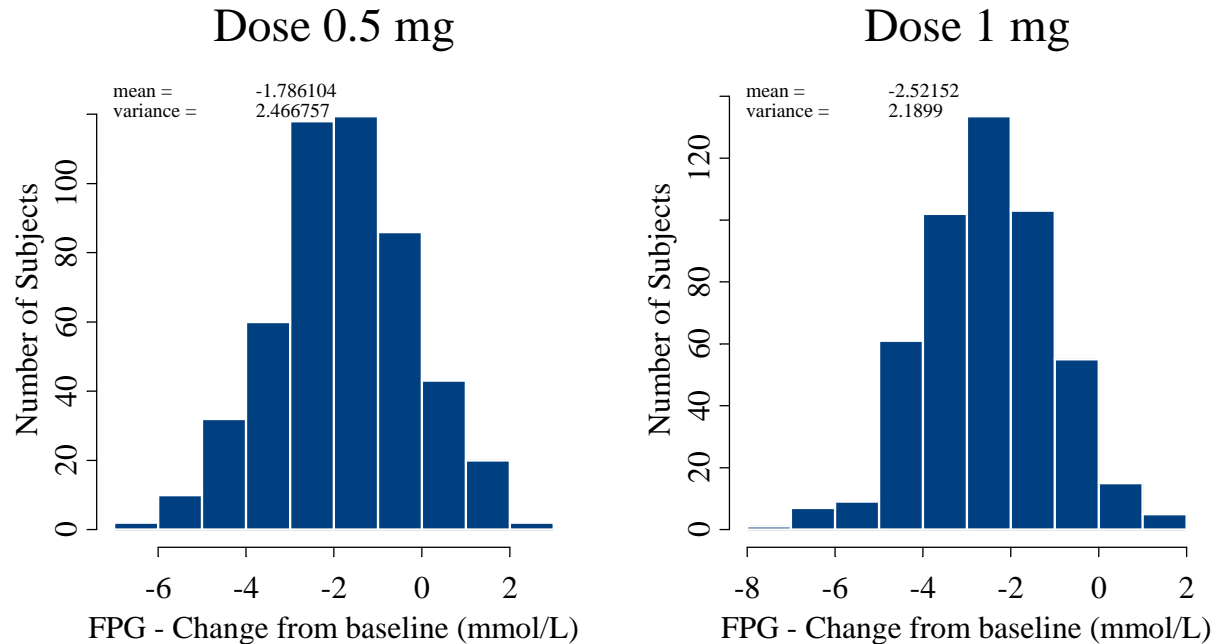 Dose 0.5 mg
mean = -1.786104
variance = 2.466757
Number of Subjects
0 20 40 60 80 100
-6 -4 -2 0 2
FPG - Change from baseline (mmol/L)
Dose 1 mg
mean = -2.52152
variance = 2.1899
Number of Subjects
0 20 40 60 80 120
-8 -6 -4 -2 0 2
FPG - Change from baseline (mmol/L)